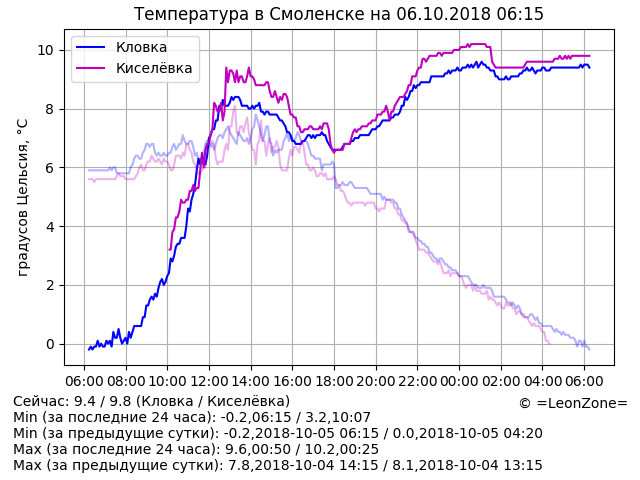 Температура в Смоленске на 06.10.2018 06:15
Кловка
Киселёвка
градусов Цельсия, °C
10
8
6
4
2
0
06:00 08:00 10:00 12:00 14:00 16:00 18:00 20:00 22:00 00:00 02:00 04:00 06:00
Сейчас: 9.4 / 9.8 (Кловка / Киселёвка)
© =LeonZone=
Min (за последние 24 часа): -0.2,06:15 / 3.2,10:07
Min (за предыдущие сутки): -0.2,2018-10-05 06:15 / 0.0,2018-10-05 04:20
Max (за последние 24 часа): 9.6,00:50 / 10.2,00:25
Max (за предыдущие сутки): 7.8,2018-10-04 14:15 / 8.1,2018-10-04 13:15